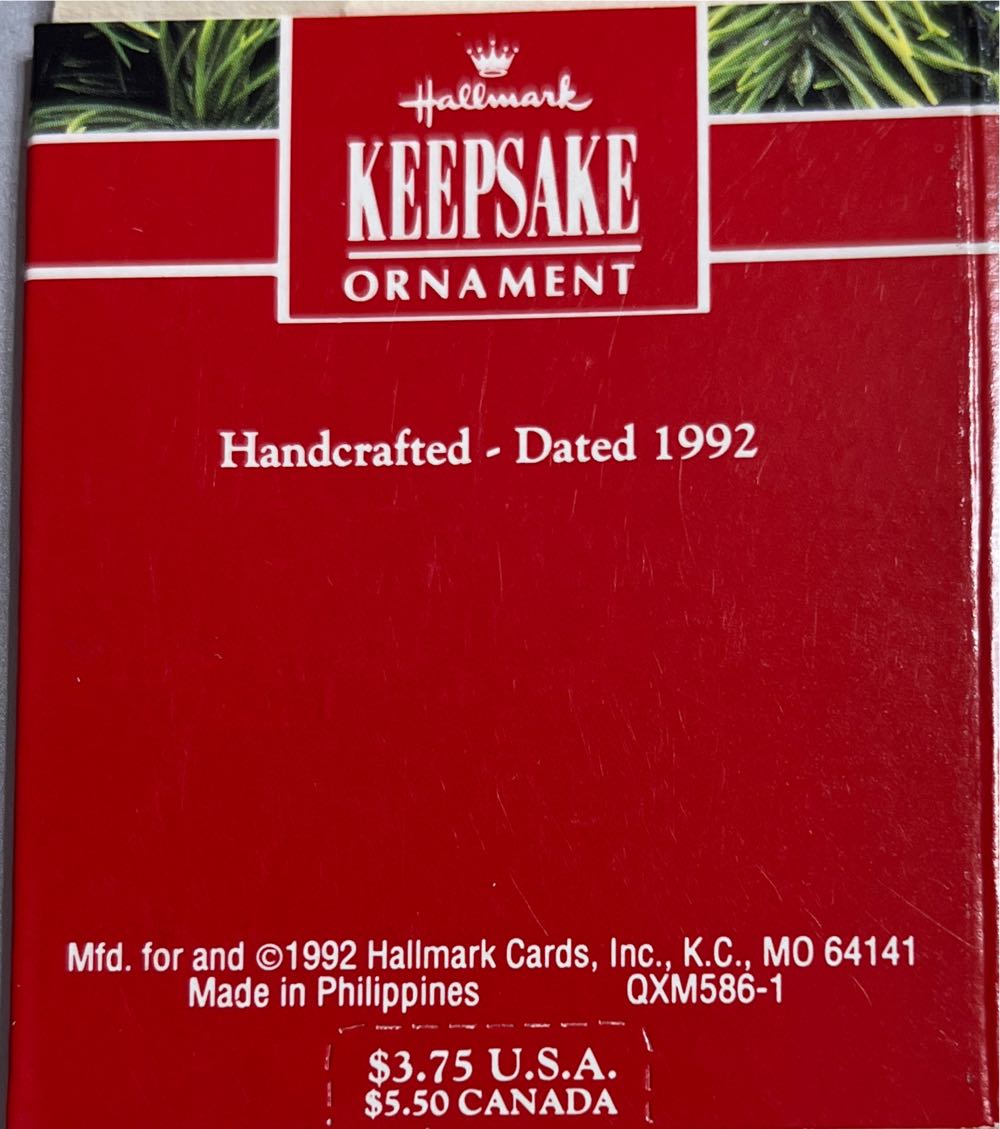 Hallmark
KEEPSAKE
ORNAMENT
Handcrafted - Dated 1992
Mfd. for and ©1992 Hallmark Cards, Inc., K.C., MO 64141
Made in Philippines QXM586-1
$3.75 U.S.A.
$5.50 CANADA